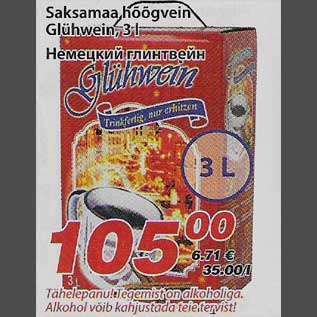 Saksamaa hõõgvein
Glühwein, 3 l
Немецкий глинтвейн
Glühwein
Trinkfertig, nur erhitzen
3 L
105.00
6.71 €
35.00/l
3 l
Tähelepanu! Tegemist on alkoholiga.
Alkohol võib kahjustada teie tervist!